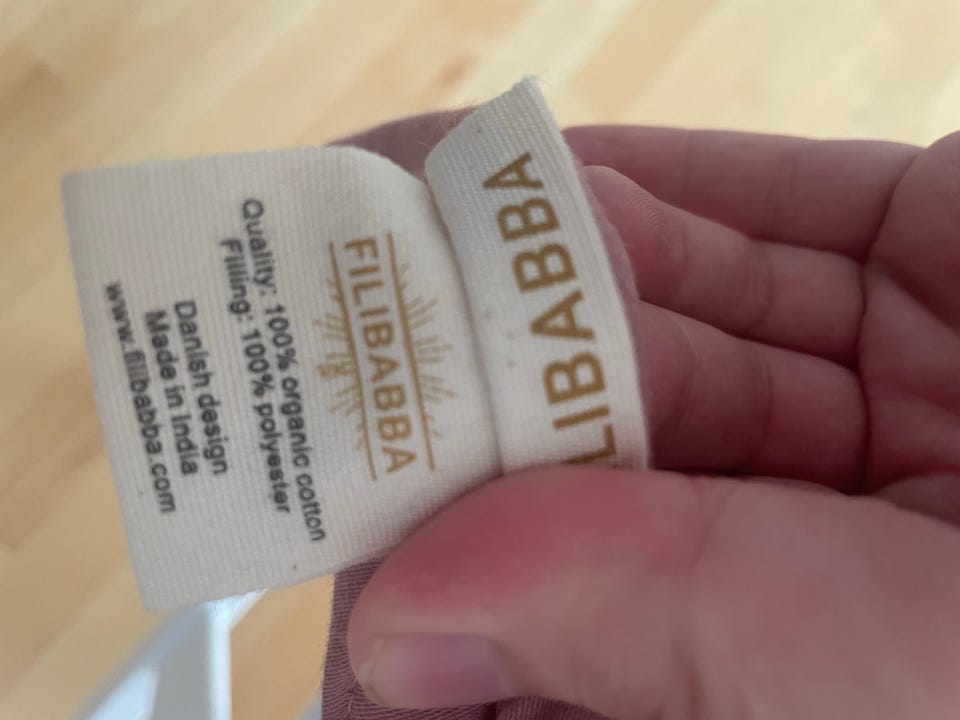 FILIBABBA
Quality: 100% organic cotton
Filling: 100% polyester
Danish design
Made in India
www.filibabba.com
LIBABBA